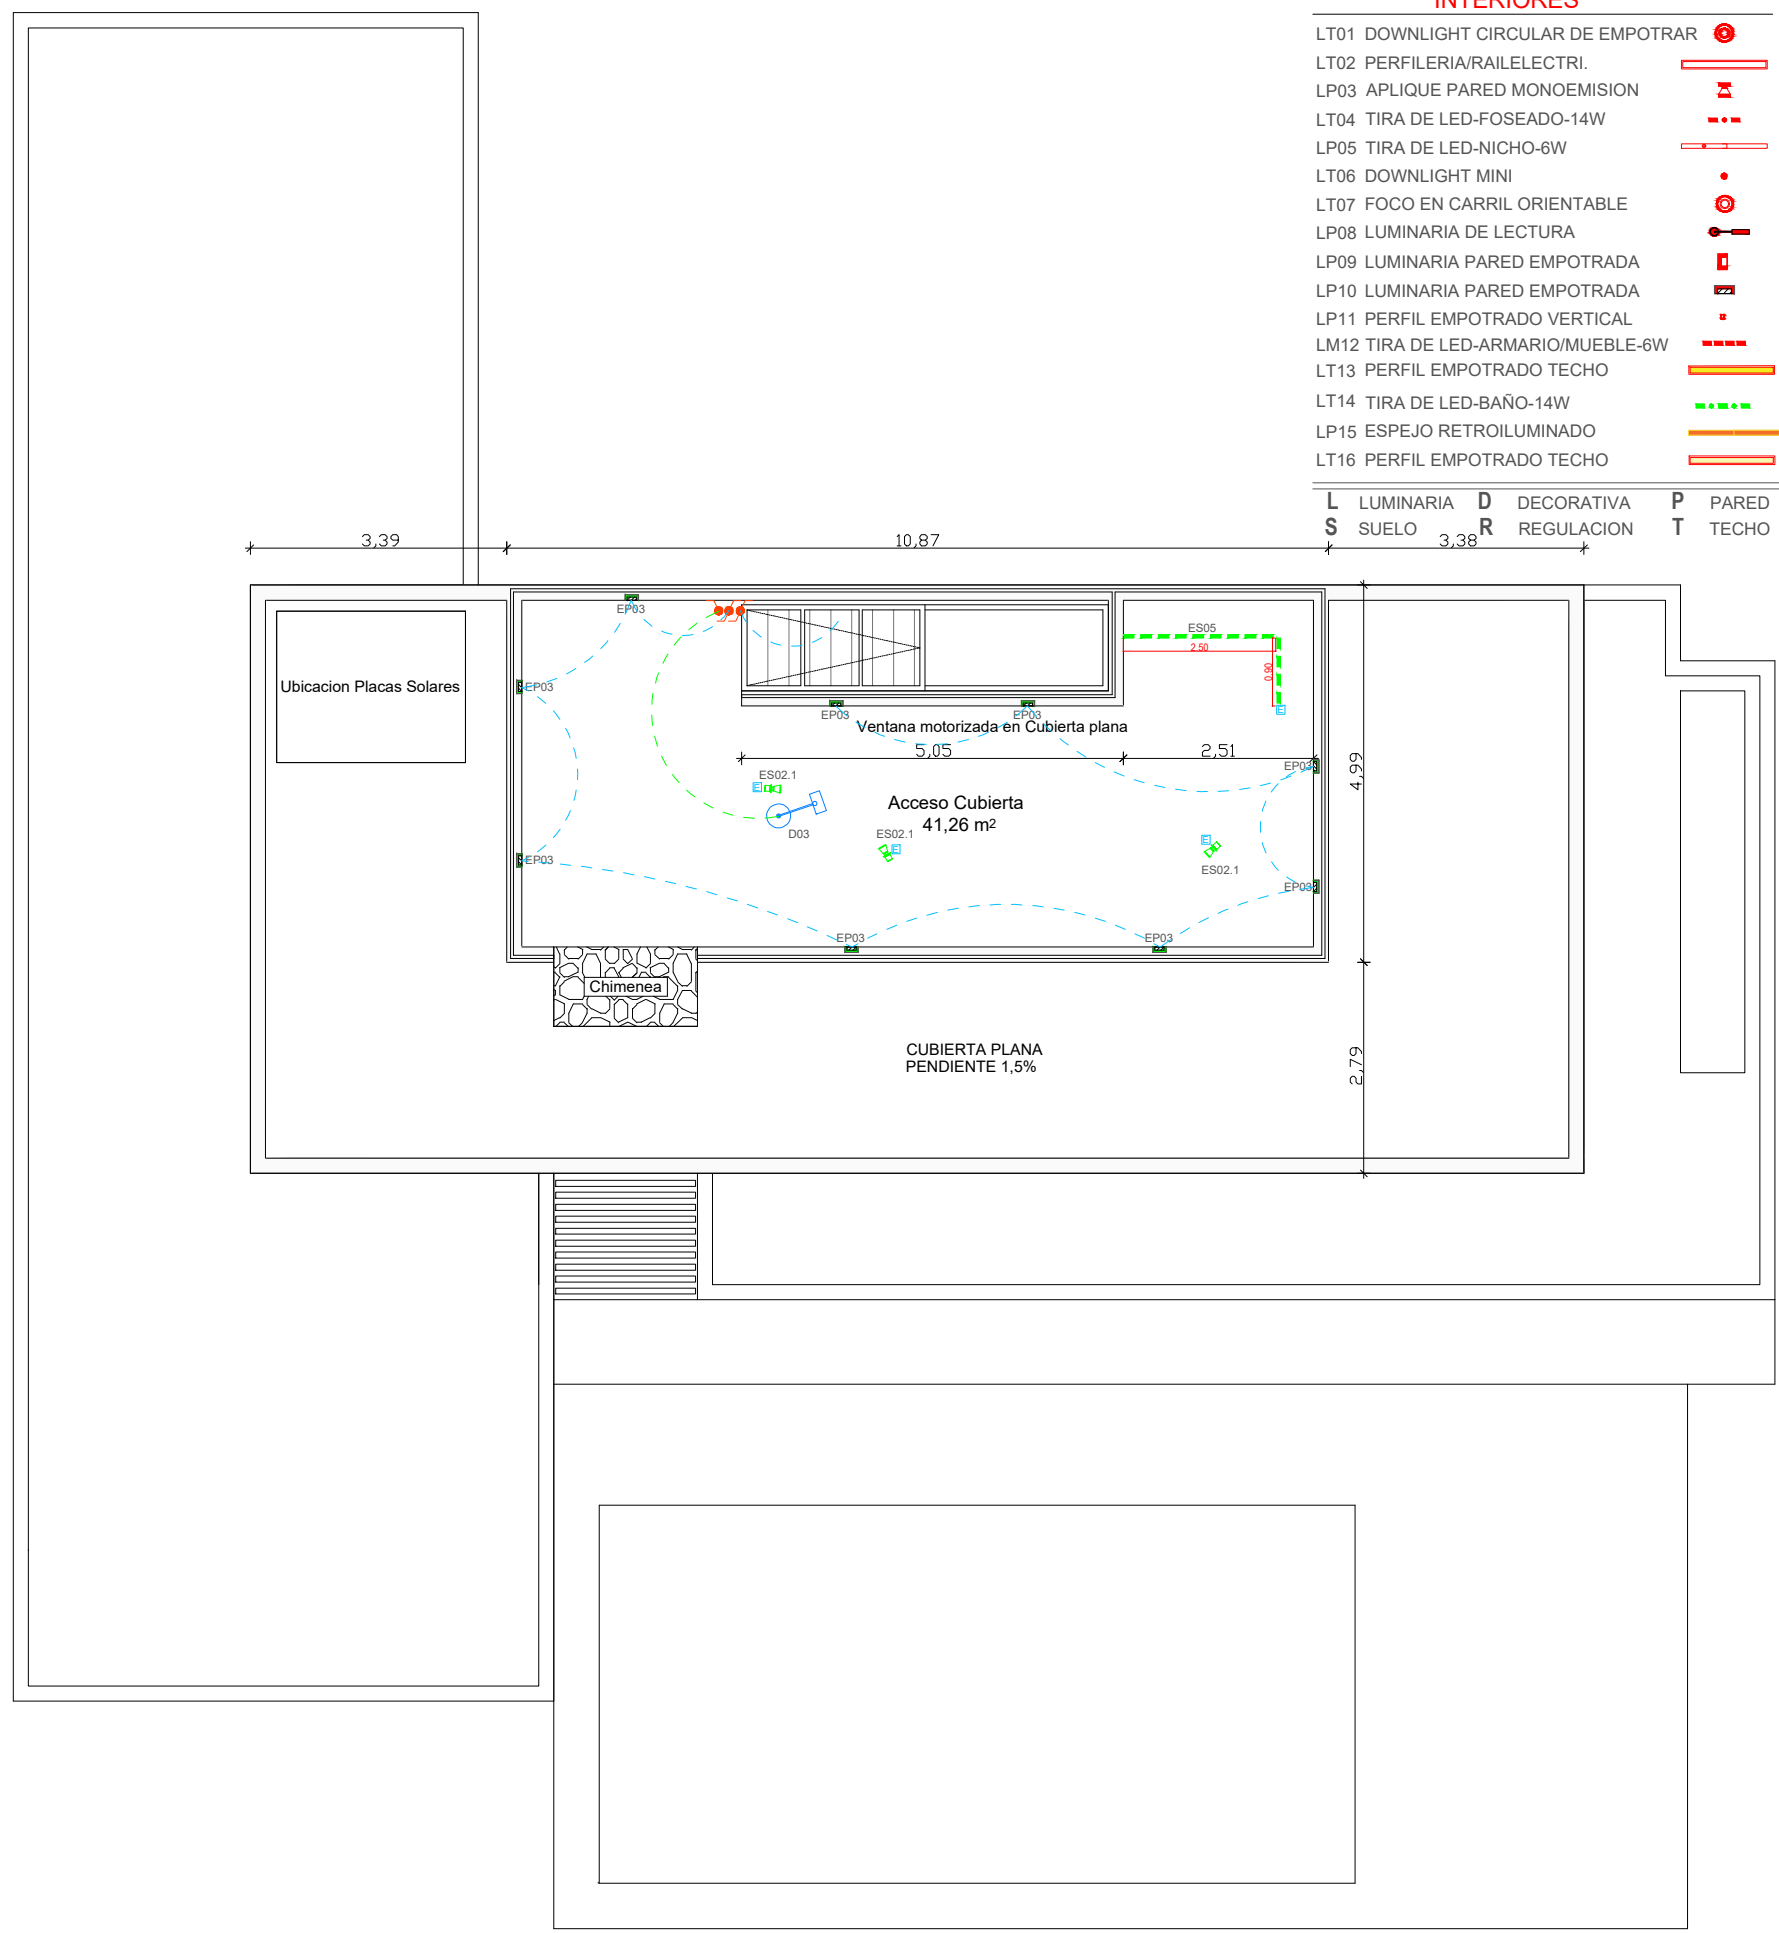 INTERIORES
LT01 DOWNLIGHT CIRCULAR DE EMPOTRAR
LT02 PERFILERIA/RAILELECTRI.
LP03 APLIQUE PARED MONOEMISION
LT04 TIRA DE LED-FOSEADO-14W
LP05 TIRA DE LED-NICHO-6W
LT06 DOWNLIGHT MINI
LT07 FOCO EN CARRIL ORIENTABLE
LP08 LUMINARIA DE LECTURA
LP09 LUMINARIA PARED EMPOTRADA
LP10 LUMINARIA PARED EMPOTRADA
LP11 PERFIL EMPOTRADO VERTICAL
LM12 TIRA DE LED-ARMARIO/MUEBLE-6W
LT13 PERFIL EMPOTRADO TECHO
LT14 TIRA DE LED-BAÑO-14W
LP15 ESPEJO RETROILUMINADO
LT16 PERFIL EMPOTRADO TECHO
L LUMINARIA D DECORATIVA P PARED
S SUELO R REGULACION T TECHO
3,39 10,87 3,38
EP03
ES05
2.50
0.90
Ubicacion Placas Solares
EP03
E
EP03 EP03
Ventana motorizada en Cubierta plana
5,05 2,51
EP03
4,99
ES02.1
E
Acceso Cubierta
41,26 m2
D03
ES02.1
E
E
ES02.1
EP03
EP03
EP03 EP03
Chimenea
CUBIERTA PLANA
PENDIENTE 1,5%
2,79